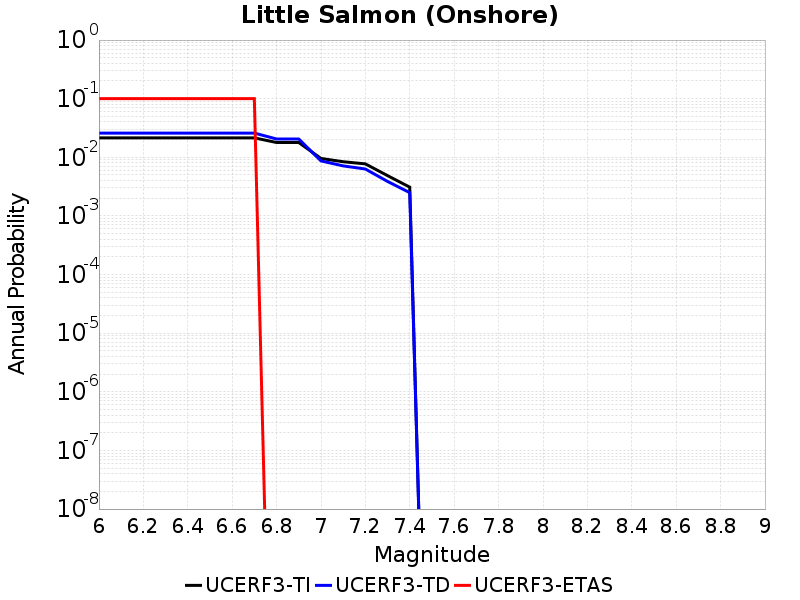 Little Salmon (Onshore)
10^0
10^-1
10^-2
10^-3
10^-4
10^-5
10^-6
10^-7
10^-8
Annual Probability
6 6.2 6.4 6.6 6.8 7 7.2 7.4 7.6 7.8 8 8.2 8.4 8.6 8.8 9
Magnitude
UCERF3-TI UCERF3-TD UCERF3-ETAS